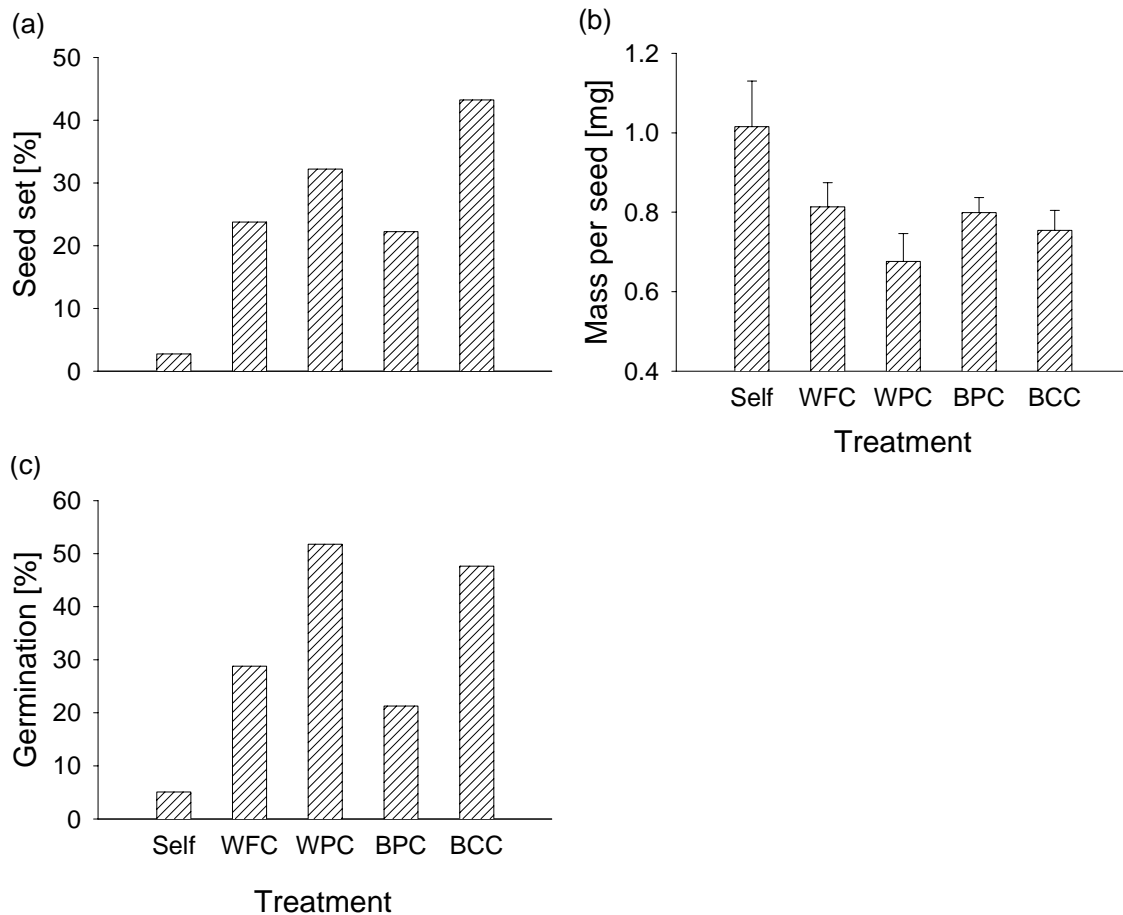 (a)
50
40
30
20
10
0
Seed set [%]
(b)
1.2
1.0
0.8
0.6
0.4
Mass per seed [mg]
Self WFC WPC BPC BCC
Treatment
(c)
60
50
40
30
20
10
0
Germination [%]
Self WFC WPC BPC BCC
Treatment